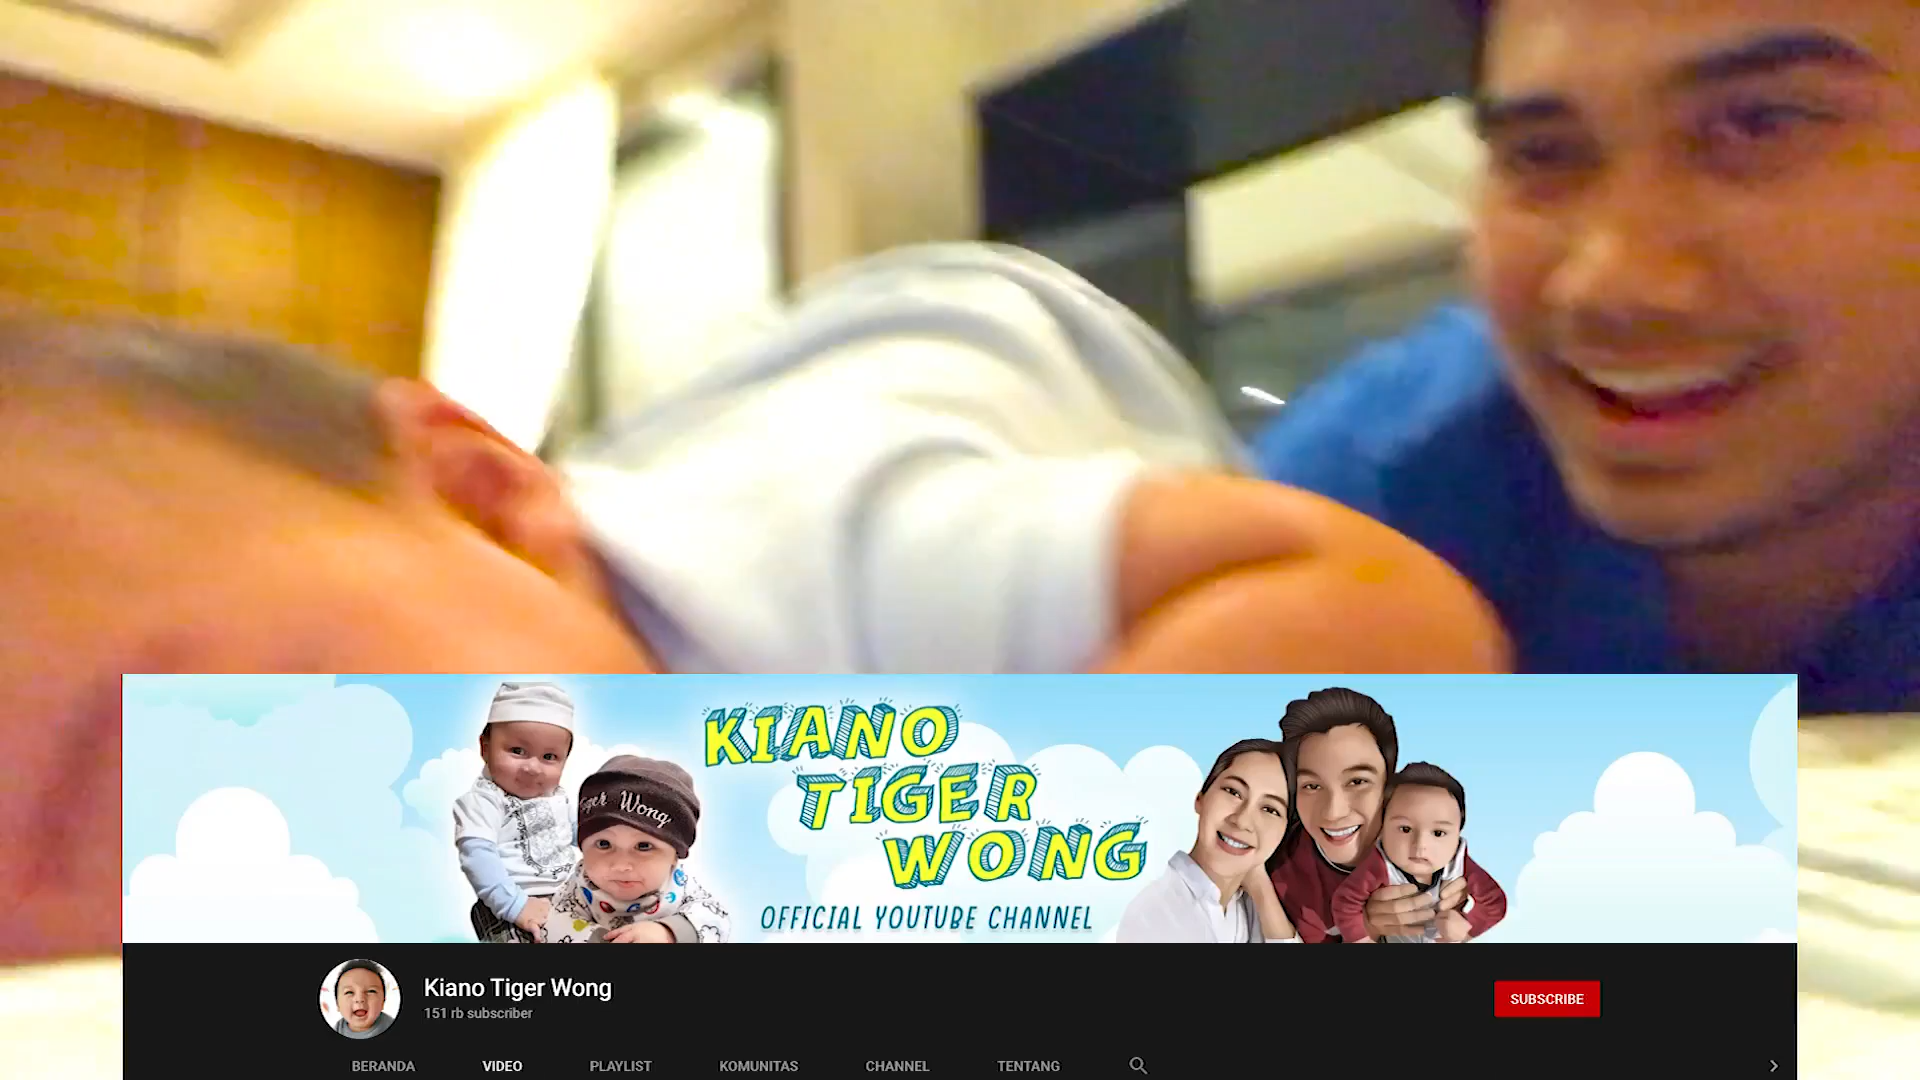 KIANO
TIGER
WONG
OFFICIAL YOUTUBE CHANNEL
Tiger Wong
Kiano Tiger Wong
151 rb subscriber
SUBSCRIBE
BERANDA VIDEO PLAYLIST KOMUNITAS CHANNEL TENTANG